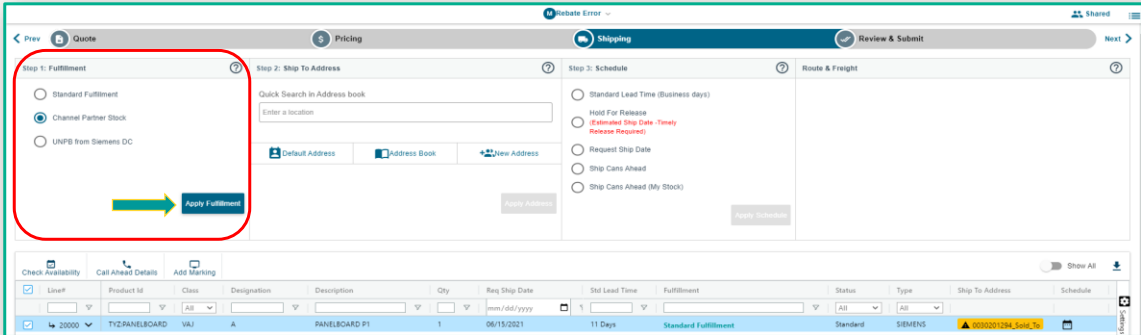 M Rebate Error
Shared
Prev Quote Pricing Shipping Review & Submit Next
Step 1: Fulfillment
Standard Fulfilment
Channel Partner Stock
UNPB from Siemens DC
Apply Fulfillment
Step 2: Ship To Address
Quick Search in Address book
Enter a location
Default Address Address Book New Address
Apply Address
Step 3: Schedule
Standard Lead Time (Business days)
Hold For Release
(Estimated Ship Date -Timely
Release Required)
Request Ship Date
Ship Cans Ahead
Ship Cans Ahead (My Stock)
Apply Schedule
Route & Freight
Check Availability Call Ahead Details Add Marking Show All
Line# Product Id Class Designation Description Qty Req Ship Date Std Lead Time Fulfillment Status Type Ship To Address Schedule
All mm/dd/yyyy All All
20000 TYZ:PANELBOARD VAJ A PANELBOARD P1 1 06/15/2021 11 Days Standard Fulfillment Standard SIEMENS 0030201294_Sold_To
Settings